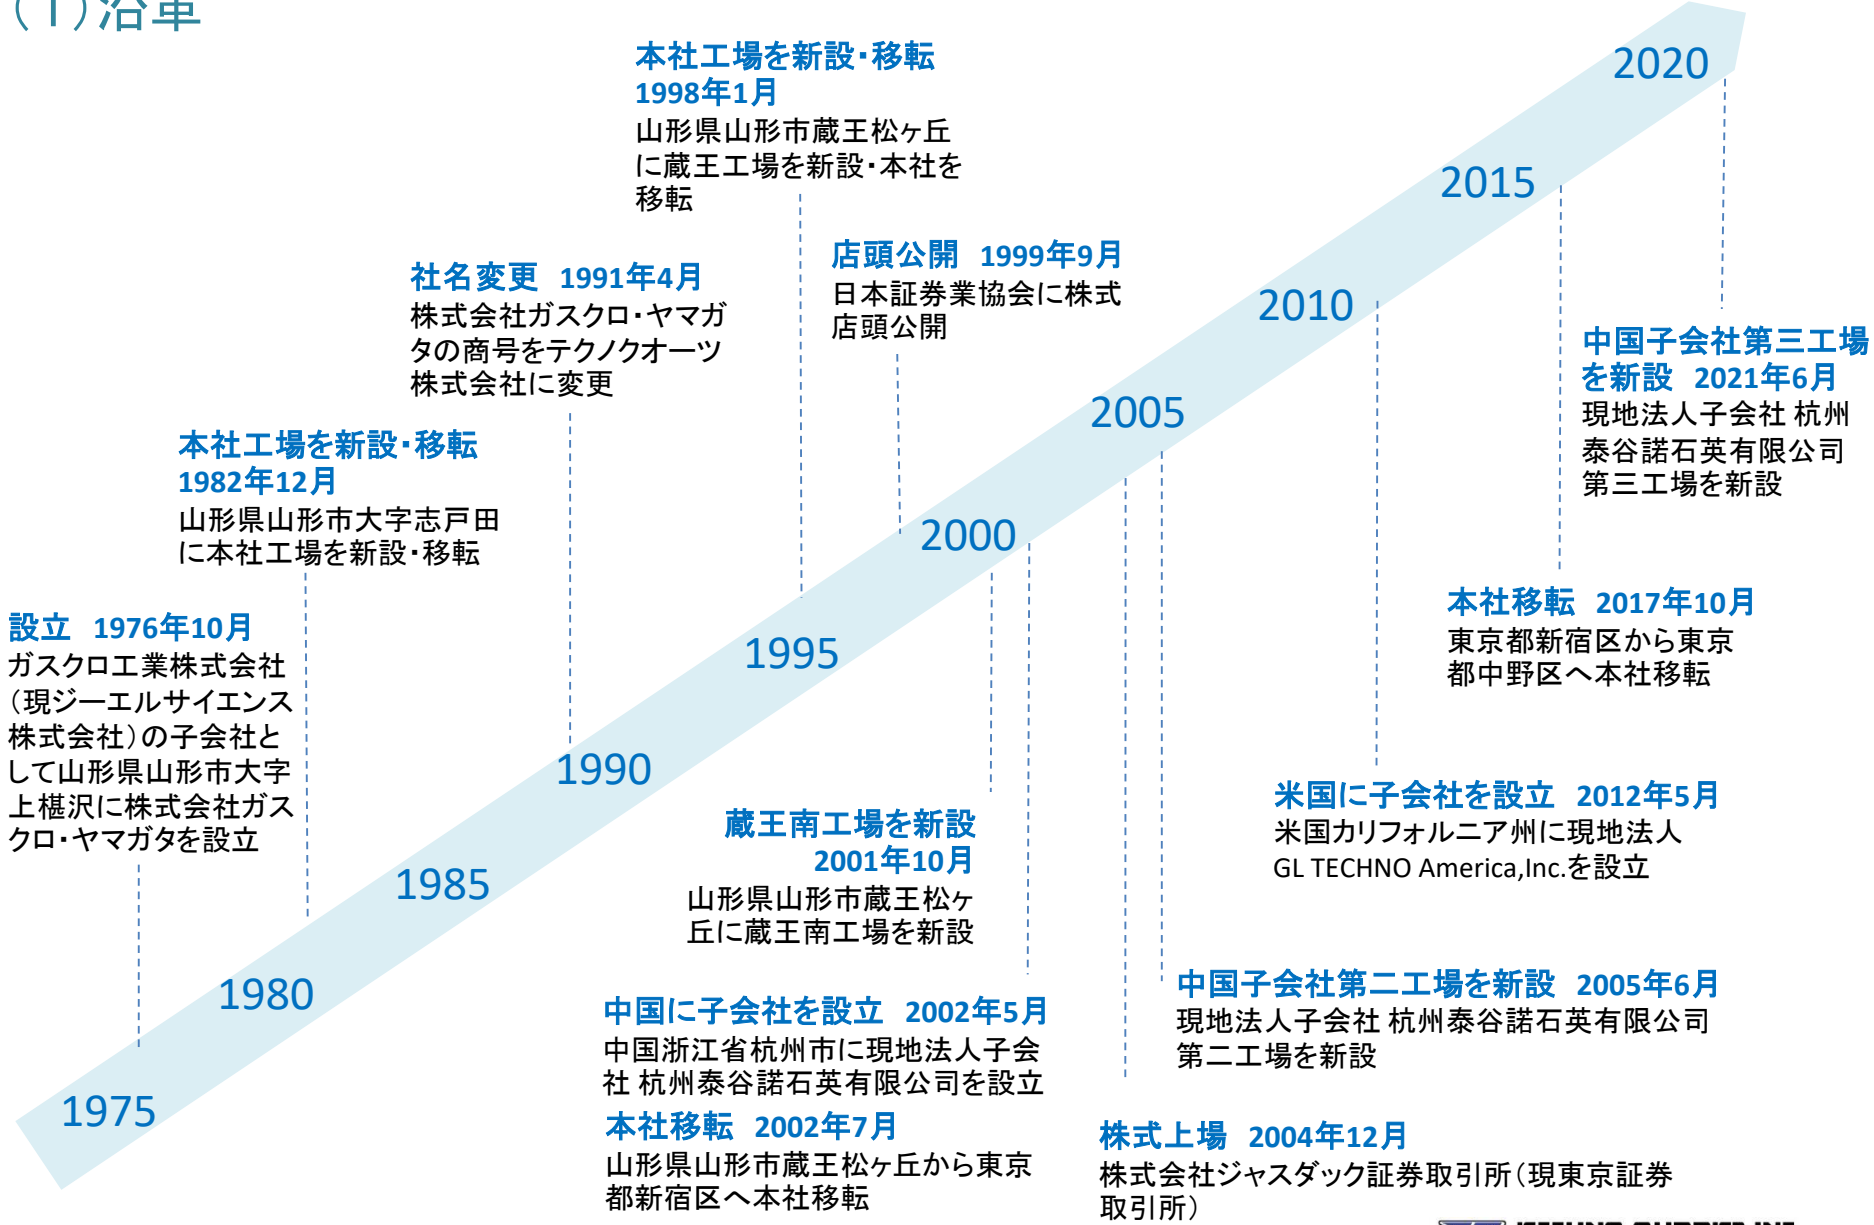 (1)沿革
本社工場を新設・移転
1998年1月
山形県山形市蔵王松ヶ丘
に蔵王工場を新設・本社を
移転
2020
2015
店頭公開 1999年9月
日本証券業協会に株式
店頭公開
社名変更 1991年4月
株式会社ガスクロ・ヤマガ
タの商号をテクノクオーツ
株式会社に変更
2010
中国子会社第三工場
を新設 2021年6月
現地法人子会社 杭州
泰谷諾石英有限公司
第三工場を新設
2005
本社工場を新設・移転
1982年12月
山形県山形市大字志戸田
に本社工場を新設・移転
2000
設立 1976年10月
ガスクロ工業株式会社
(現ジーエルサイエンス
株式会社)の子会社と
して山形県山形市大字
上椹沢に株式会社ガス
クロ・ヤマガタを設立
1995
本社移転 2017年10月
東京都新宿区から東京
都中野区へ本社移転
1990
蔵王南工場を新設
2001年10月
山形県山形市蔵王松ヶ
丘に蔵王南工場を新設
米国に子会社を設立 2012年5月
米国カリフォルニア州に現地法人
GL TECHNO America,Inc.を設立
1985
1980
中国に子会社を設立 2002年5月
中国浙江省杭州市に現地法人子会
社 杭州泰谷諾石英有限公司を設立
中国子会社第二工場を新設 2005年6月
現地法人子会社 杭州泰谷諾石英有限公司
第二工場を新設
1975
本社移転 2002年7月
山形県山形市蔵王松ヶ丘から東京
都新宿区へ本社移転
株式上場 2004年12月
株式会社ジャスダック証券取引所(現東京証券
取引所)